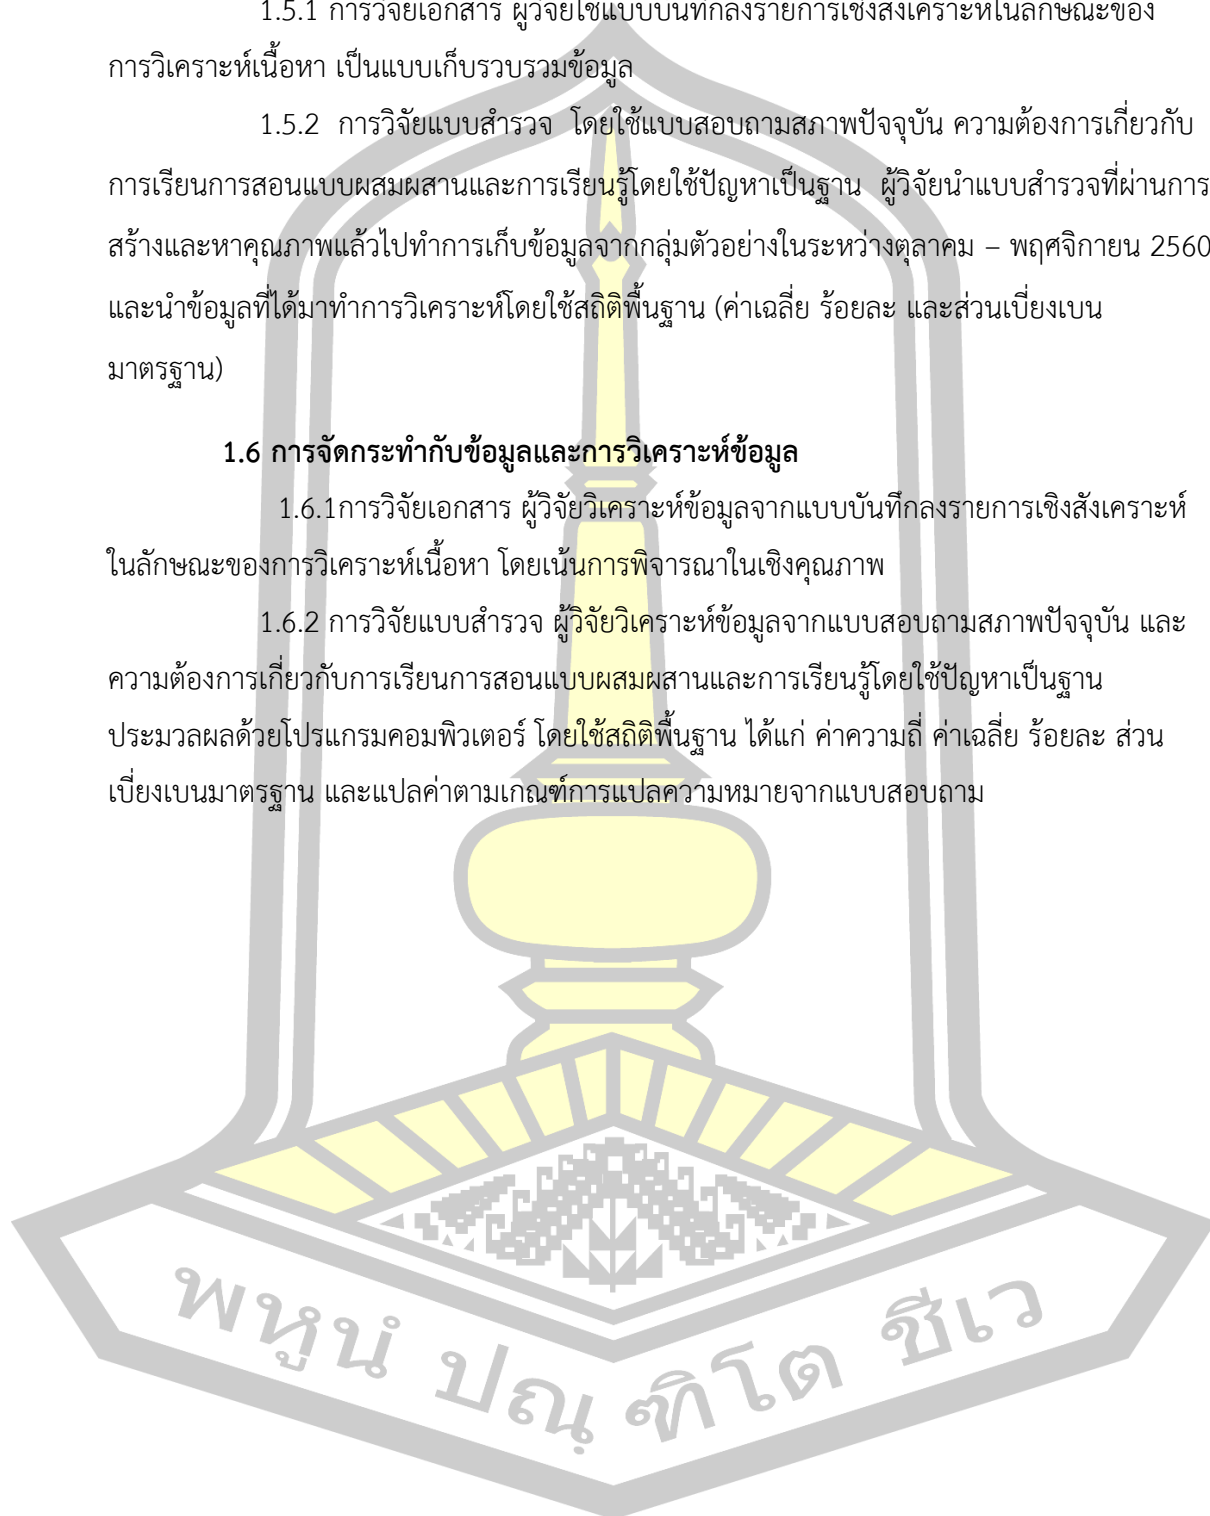 1.5.1 การวิจัยเอกสาร ผู้วิจัยใช้แบบบันทึกลงรายการเชิงสังเคราะห์ในลักษณะของ
การวิเคราะห์เนื้อหา เป็นแบบเก็บรวบรวมข้อมูล
1.5.2 การวิจัยแบบสำรวจ โดยใช้แบบสอบถามสภาพปัจจุบัน ความต้องการเกี่ยวกับ
การเรียนการสอนแบบผสมผสานและการเรียนรู้โดยใช้ปัญหาเป็นฐาน ผู้วิจัยนำแบบสำรวจที่ผ่านการ
สร้างและหาคุณภาพแล้วไปทำการเก็บข้อมูลจากกลุ่มตัวอย่างในระหว่างตุลาคม – พฤศจิกายน 2560
และนำข้อมูลที่ได้มาทำการวิเคราะห์โดยใช้สถิติพื้นฐาน (ค่าเฉลี่ย ร้อยละ และส่วนเบี่ยงเบน
มาตรฐาน)
1.6 การจัดกระทำกับข้อมูลและการวิเคราะห์ข้อมูล
1.6.1การวิจัยเอกสาร ผู้วิจัยวิเคราะห์ข้อมูลจากแบบบันทึกลงรายการเชิงสังเคราะห์
ในลักษณะของการวิเคราะห์เนื้อหา โดยเน้นการพิจารณาในเชิงคุณภาพ
1.6.2 การวิจัยแบบสำรวจ ผู้วิจัยวิเคราะห์ข้อมูลจากแบบสอบถามสภาพปัจจุบัน และ
ความต้องการเกี่ยวกับการเรียนการสอนแบบผสมผสานและการเรียนรู้โดยใช้ปัญหาเป็นฐาน
ประมวลผลด้วยโปรแกรมคอมพิวเตอร์ โดยใช้สถิติพื้นฐาน ได้แก่ ค่าความถี่ ค่าเฉลี่ย ร้อยละ ส่วน
เบี่ยงเบนมาตรฐาน และแปลค่าตามเกณฑ์การแปลความหมายจากแบบสอบถาม
พหูนํ ปณฺฑิโต ชีเว